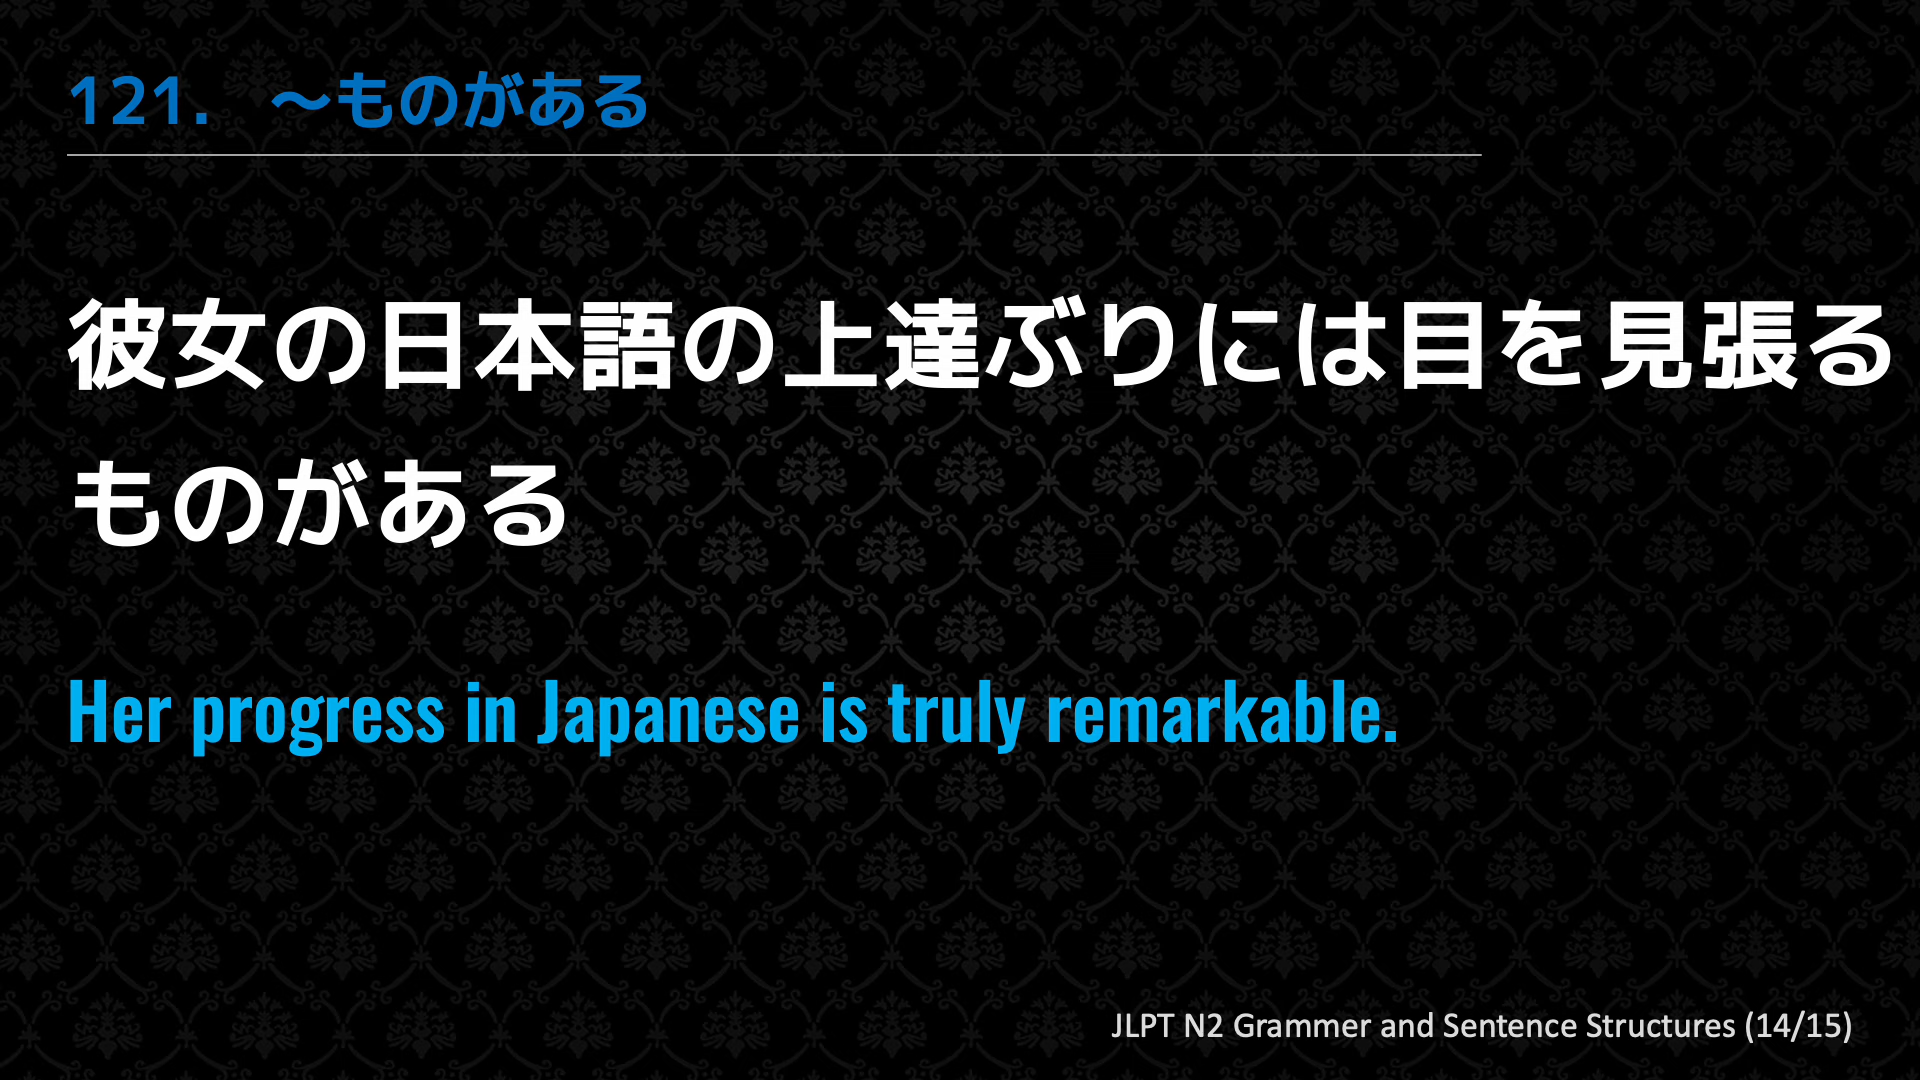 121. ～ものがある
彼女の日本語の上達ぶりには目を見張る
ものがある
Her progress in Japanese is truly remarkable.
JLPT N2 Grammer and Sentence Structures (14/15)